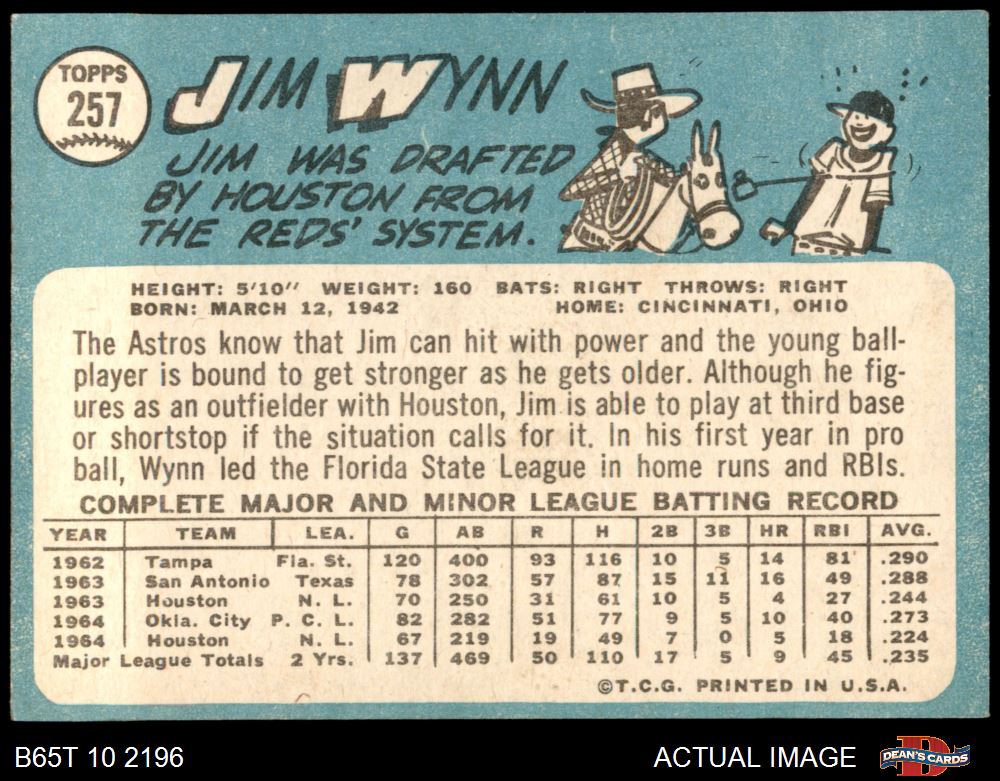 TOPPS
257
JIM WYNN
JIM WAS DRAFTED
BY HOUSTON FROM
THE REDS' SYSTEM.
HEIGHT: 5'10" WEIGHT: 160 BATS: RIGHT THROWS: RIGHT
BORN: MARCH 12, 1942 HOME: CINCINNATI, OHIO
The Astros know that Jim can hit with power and the young ball-
player is bound to get stronger as he gets older. Although he fig-
ures as an outfielder with Houston, Jim is able to play at third base
or shortstop if the situation calls for it. In his first year in pro
ball, Wynn led the Florida State League in home runs and RBIs.
COMPLETE MAJOR AND MINOR LEAGUE BATTING RECORD
YEAR TEAM LEA. G AB R H 2B 3B HR RBI AVG.
1962 Tampa Fla. St. 120 400 93 116 10 5 14 81 .290
1963 San Antonio Texas 78 302 57 87 15 11 16 49 .288
1963 Houston N. L. 70 250 31 61 10 5 4 27 .244
1964 Okla. City P. C. L. 82 282 51 77 9 5 10 40 .273
1964 Houston N. L. 67 219 19 49 7 0 5 18 .224
Major League Totals 2 Yrs. 137 469 50 110 17 5 9 45 .235
©T.C.G. PRINTED IN U.S.A.
B65T 10 2196 ACTUAL IMAGE DEAN'S CARDS